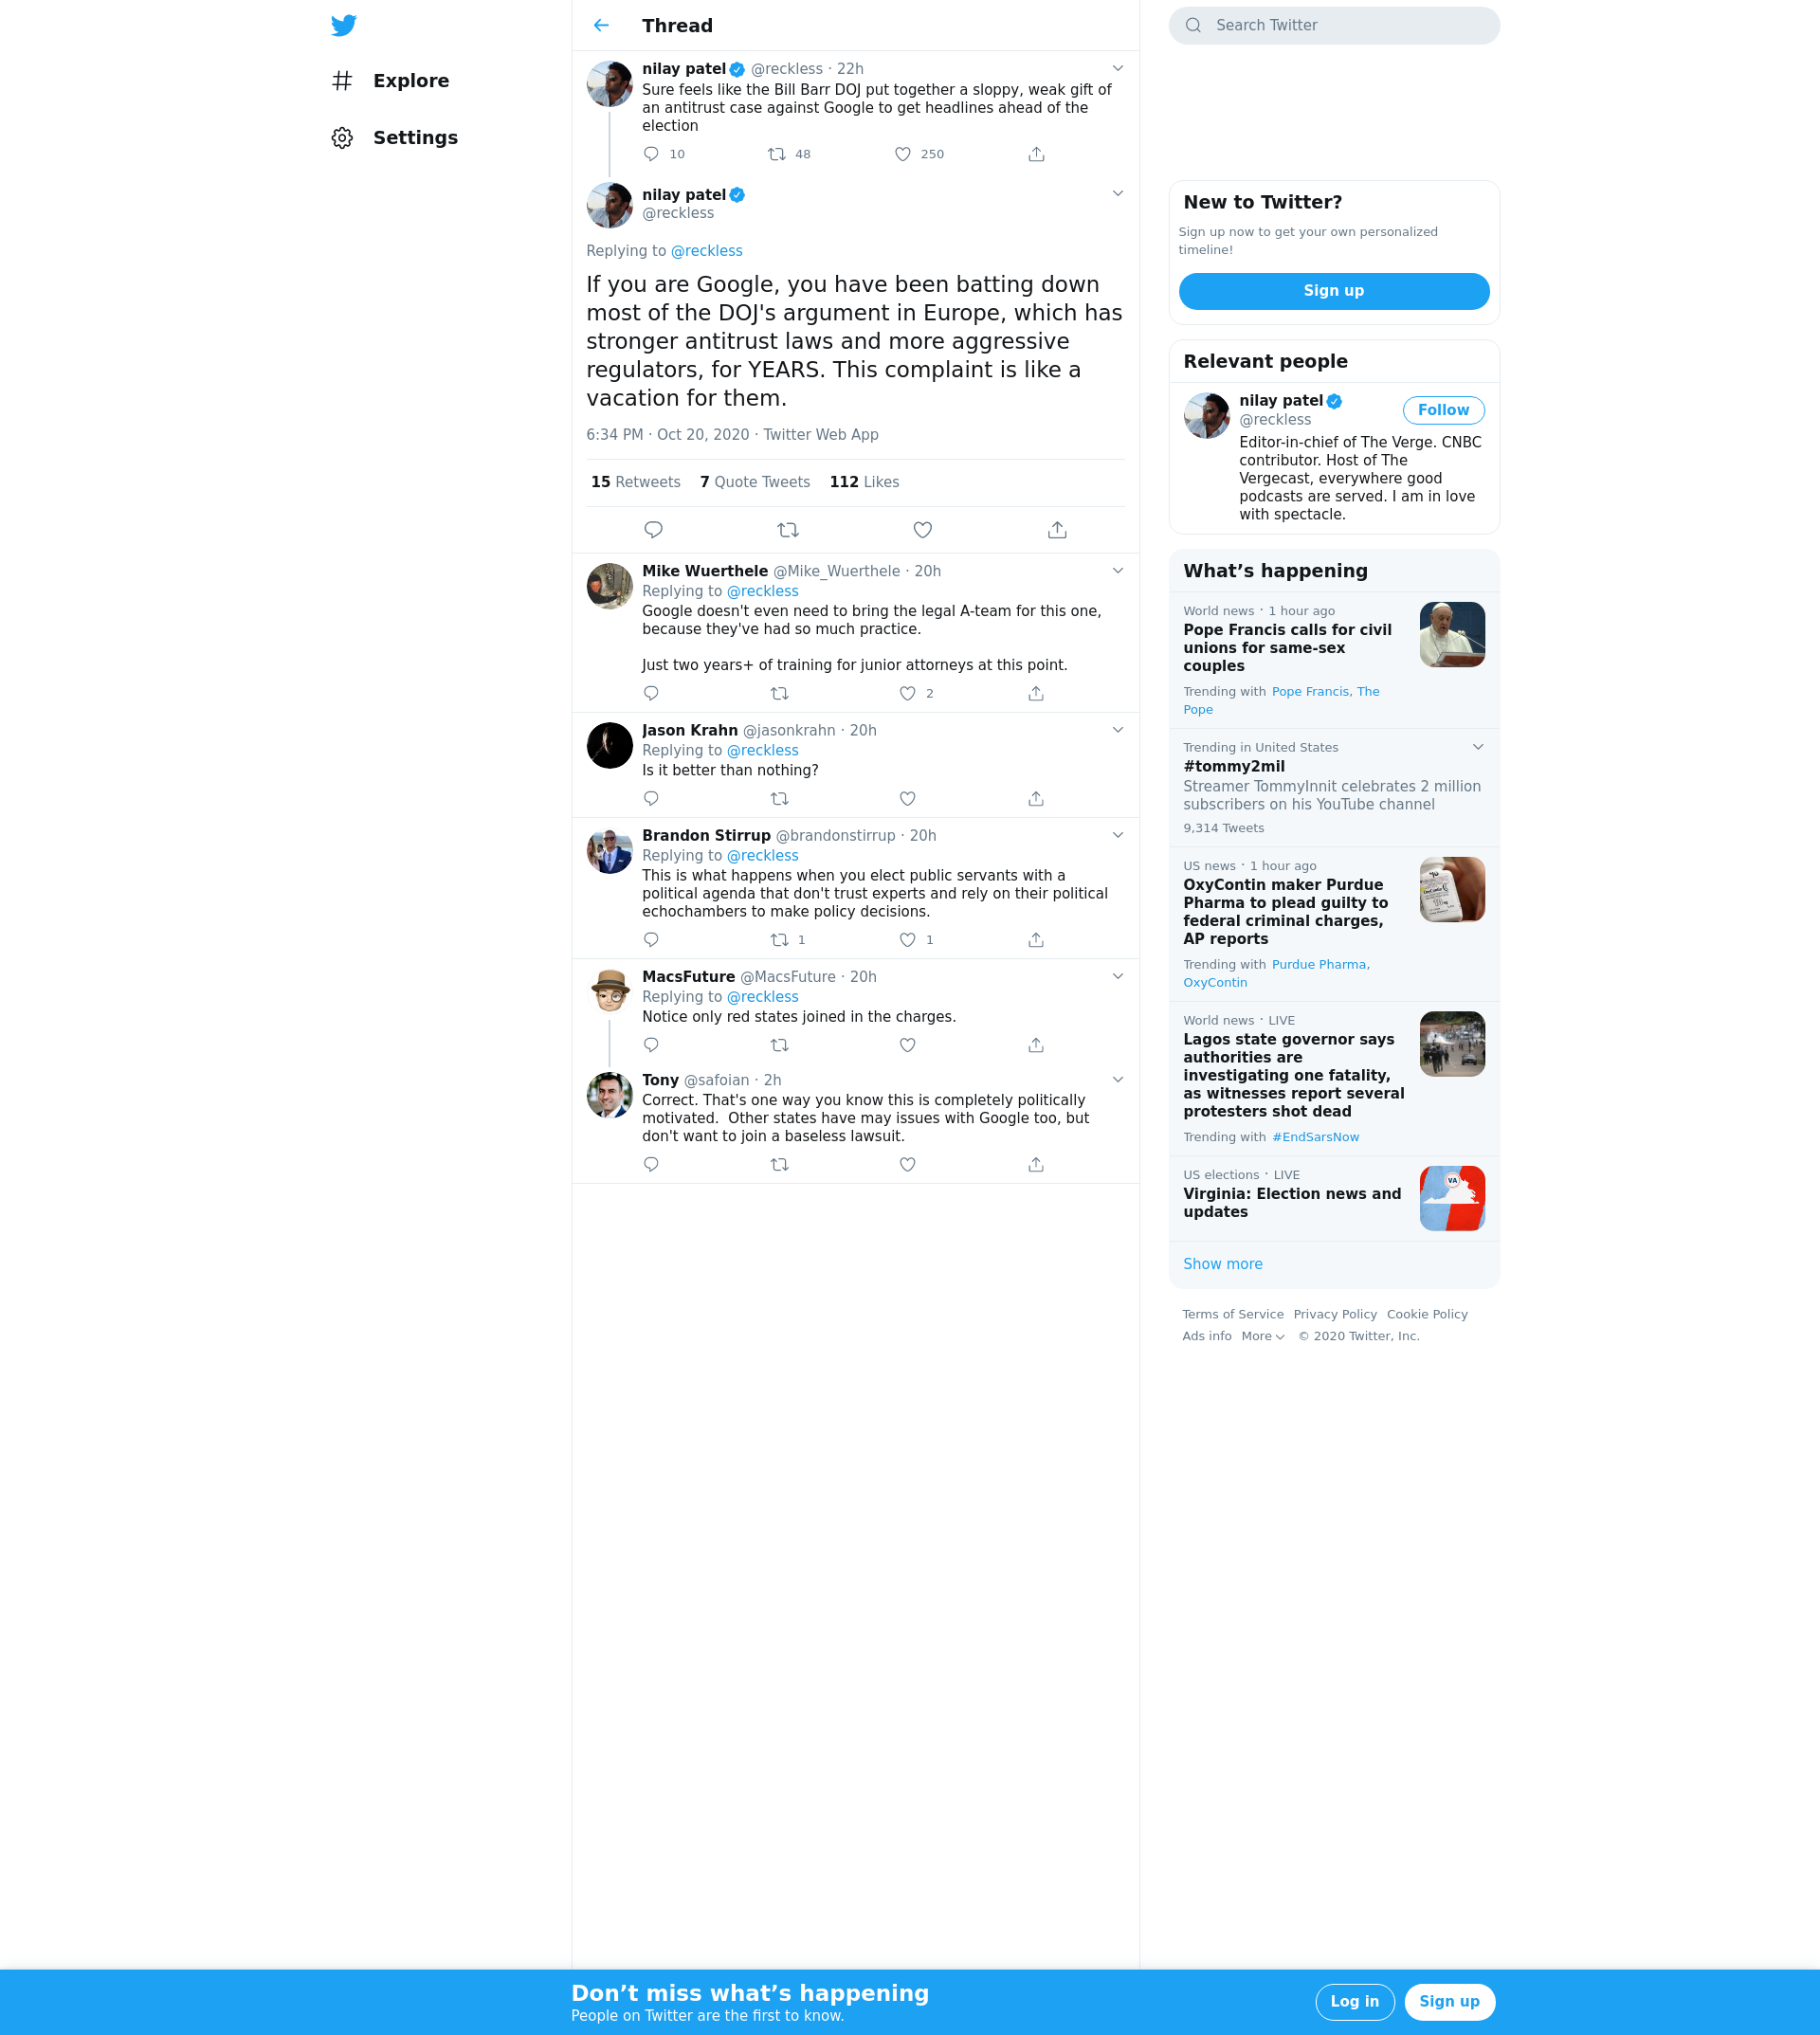 Explore
Settings
Thread
nilay patel @reckless · 22h
Sure feels like the Bill Barr DOJ put together a sloppy, weak gift of
an antitrust case against Google to get headlines ahead of the
election
10 48 250
nilay patel
@reckless
Replying to @reckless
If you are Google, you have been batting down
most of the DOJ's argument in Europe, which has
stronger antitrust laws and more aggressive
regulators, for YEARS. This complaint is like a
vacation for them.
6:34 PM · Oct 20, 2020 · Twitter Web App
15 Retweets 7 Quote Tweets 112 Likes
Mike Wuerthele @Mike_Wuerthele · 20h
Replying to @reckless
Google doesn't even need to bring the legal A-team for this one,
because they've had so much practice.
Just two years+ of training for junior attorneys at this point.
2
Jason Krahn @jasonkrahn · 20h
Replying to @reckless
Is it better than nothing?
Brandon Stirrup @brandonstirrup · 20h
Replying to @reckless
This is what happens when you elect public servants with a
political agenda that don't trust experts and rely on their political
echochambers to make policy decisions.
1 1
MacsFuture @MacsFuture · 20h
Replying to @reckless
Notice only red states joined in the charges.
Tony @safoian · 2h
Correct. That's one way you know this is completely politically
motivated.  Other states have may issues with Google too, but
don't want to join a baseless lawsuit.
Search Twitter
New to Twitter?
Sign up now to get your own personalized
timeline!
Sign up
Relevant people
nilay patel
@reckless
Follow
Editor-in-chief of The Verge. CNBC
contributor. Host of The
Vergecast, everywhere good
podcasts are served. I am in love
with spectacle.
What's happening
World news · 1 hour ago
Pope Francis calls for civil
unions for same-sex
couples
Trending with Pope Francis, The
Pope
Trending in United States
#tommy2mil
Streamer TommyInnit celebrates 2 million
subscribers on his YouTube channel
9,314 Tweets
US news · 1 hour ago
OxyContin maker Purdue
Pharma to plead guilty to
federal criminal charges,
AP reports
Trending with Purdue Pharma,
OxyContin
World news · LIVE
Lagos state governor says
authorities are
investigating one fatality,
as witnesses report several
protesters shot dead
Trending with #EndSarsNow
US elections · LIVE
Virginia: Election news and
updates
VA
Show more
Terms of Service Privacy Policy Cookie Policy
Ads info More © 2020 Twitter, Inc.
Don't miss what's happening
People on Twitter are the first to know.
Log in
Sign up